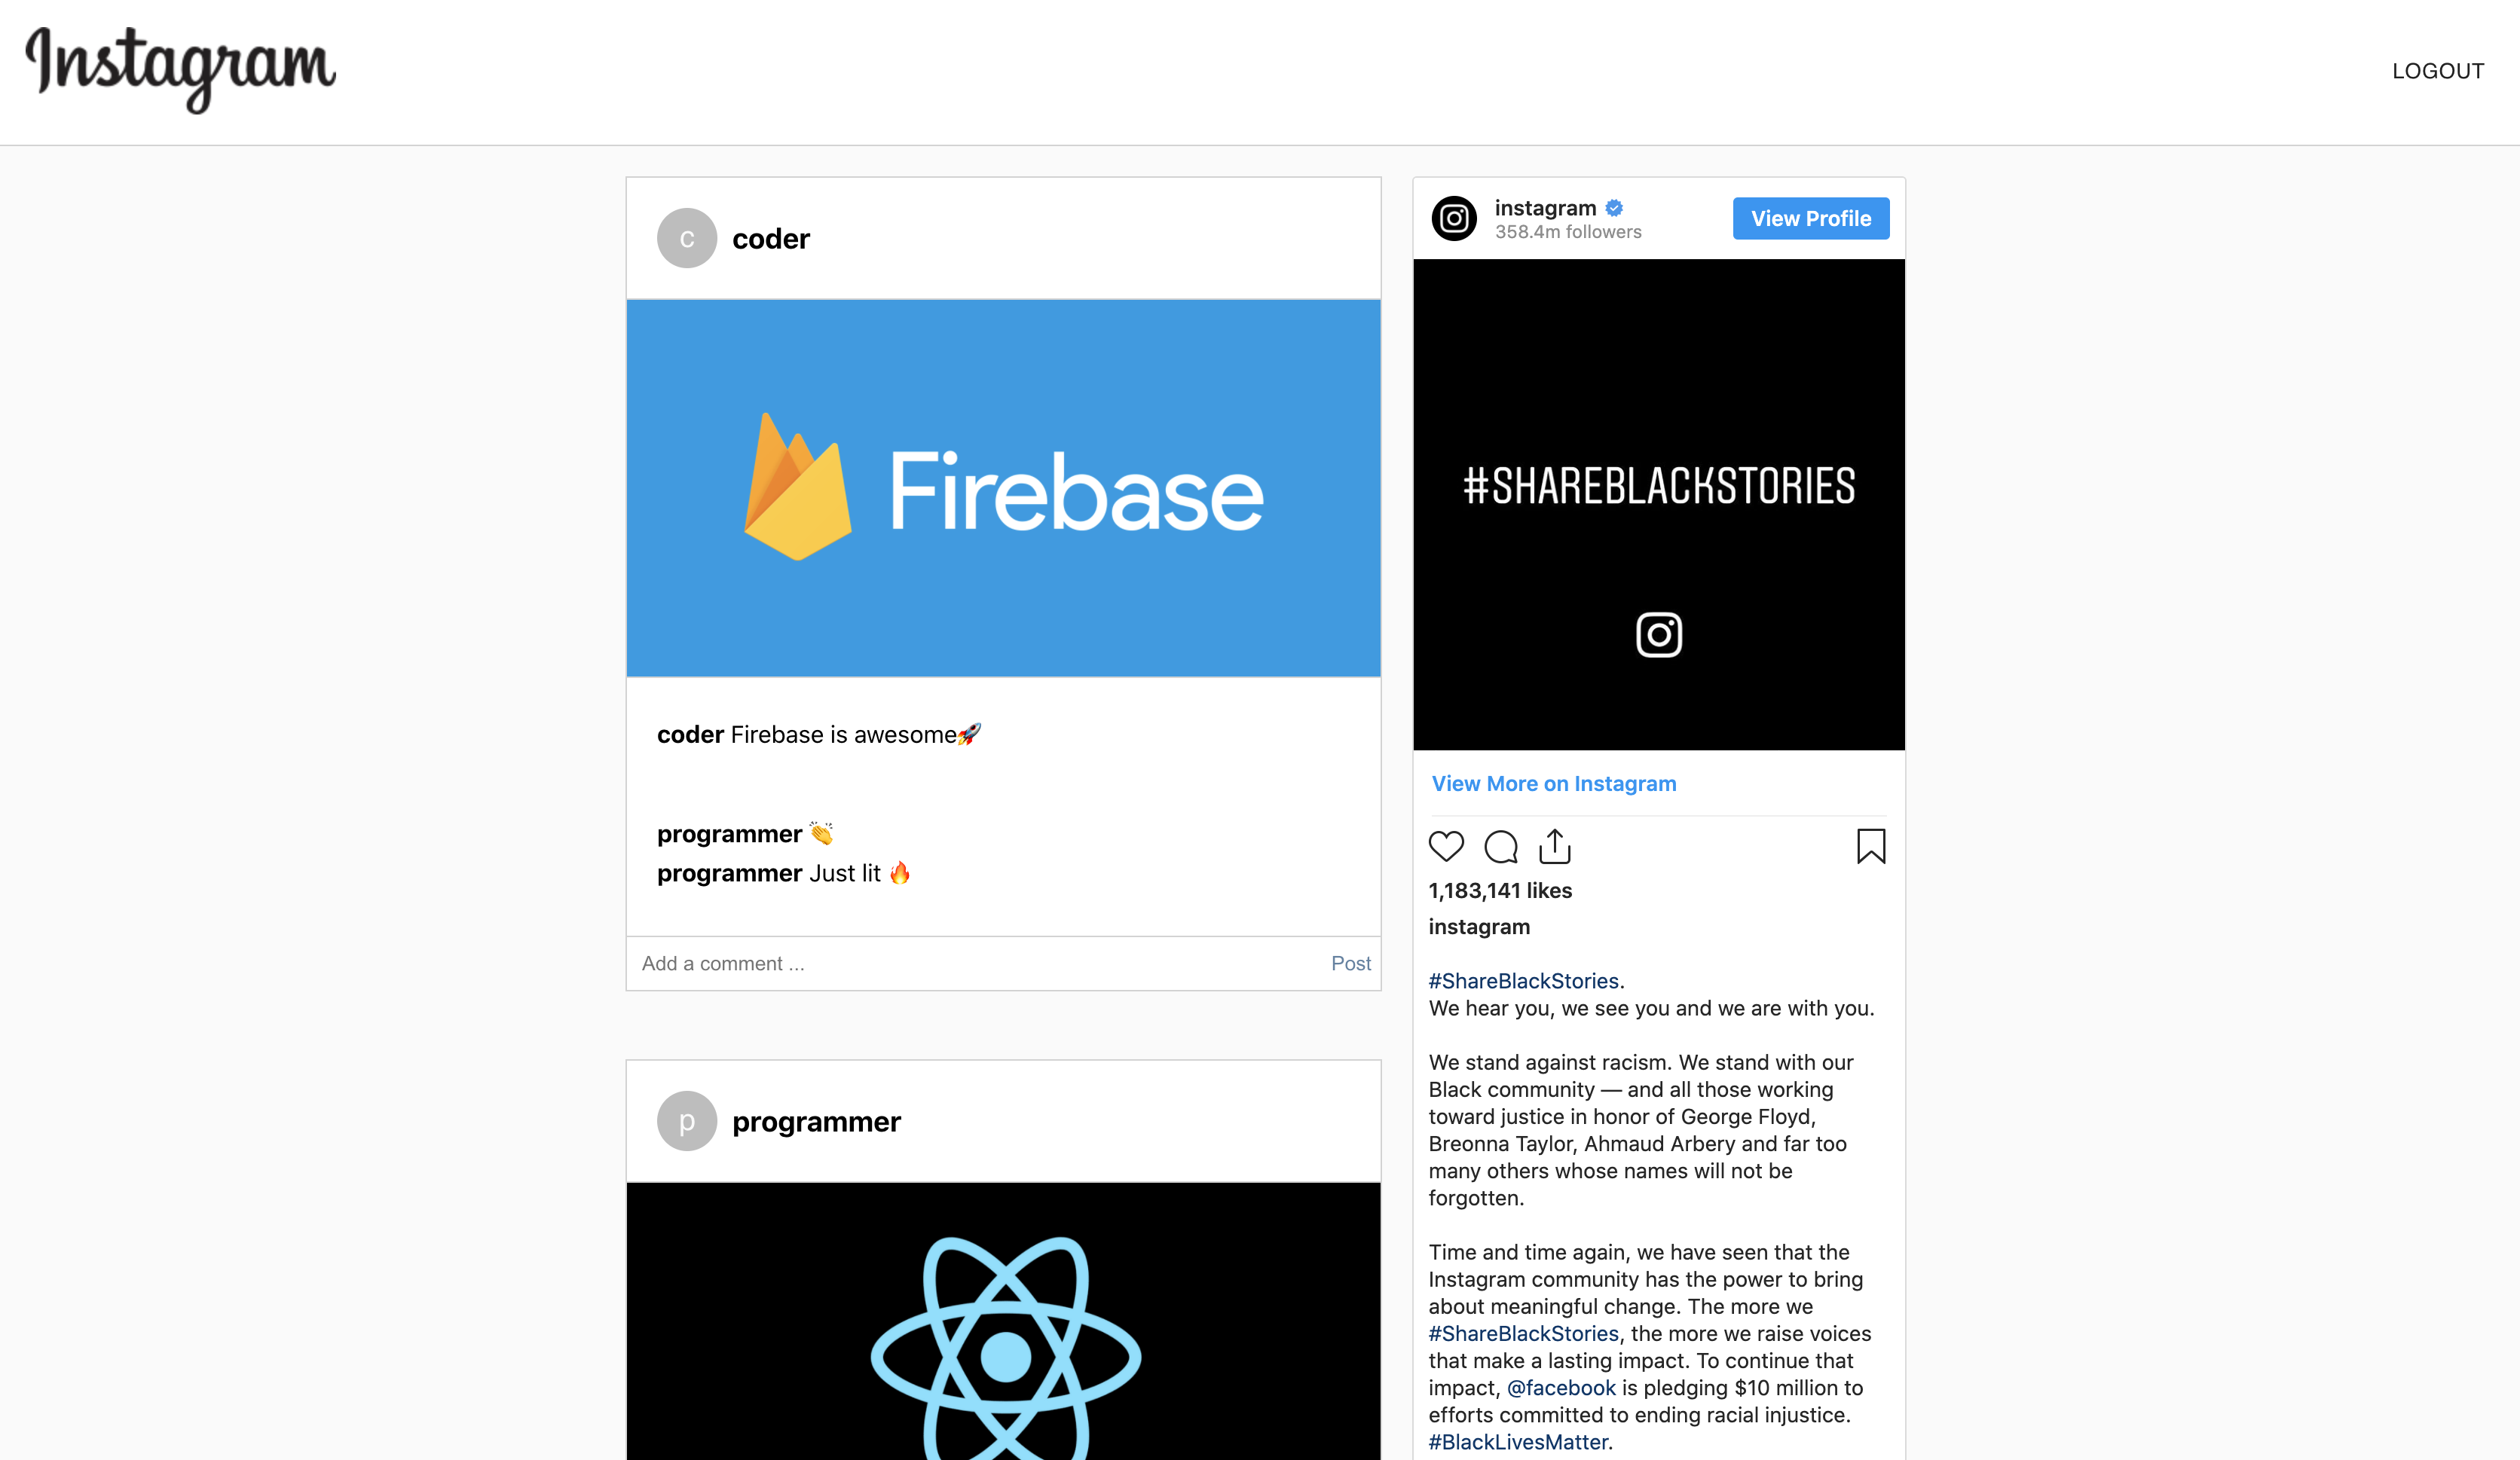 Instagram
LOGOUT
c
coder
Firebase
coder Firebase is awesome🚀
programmer 👏
programmer Just lit 🔥
Add a comment ...
Post
p
programmer
instagram
358.4m followers
View Profile
#SHAREBLACKSTORIES
View More on Instagram
1,183,141 likes
instagram
#ShareBlackStories.
We hear you, we see you and we are with you.
We stand against racism. We stand with our
Black community — and all those working
toward justice in honor of George Floyd,
Breonna Taylor, Ahmaud Arbery and far too
many others whose names will not be
forgotten.
Time and time again, we have seen that the
Instagram community has the power to bring
about meaningful change. The more we
#ShareBlackStories, the more we raise voices
that make a lasting impact. To continue that
impact, @facebook is pledging $10 million to
efforts committed to ending racial injustice.
#BlackLivesMatter.